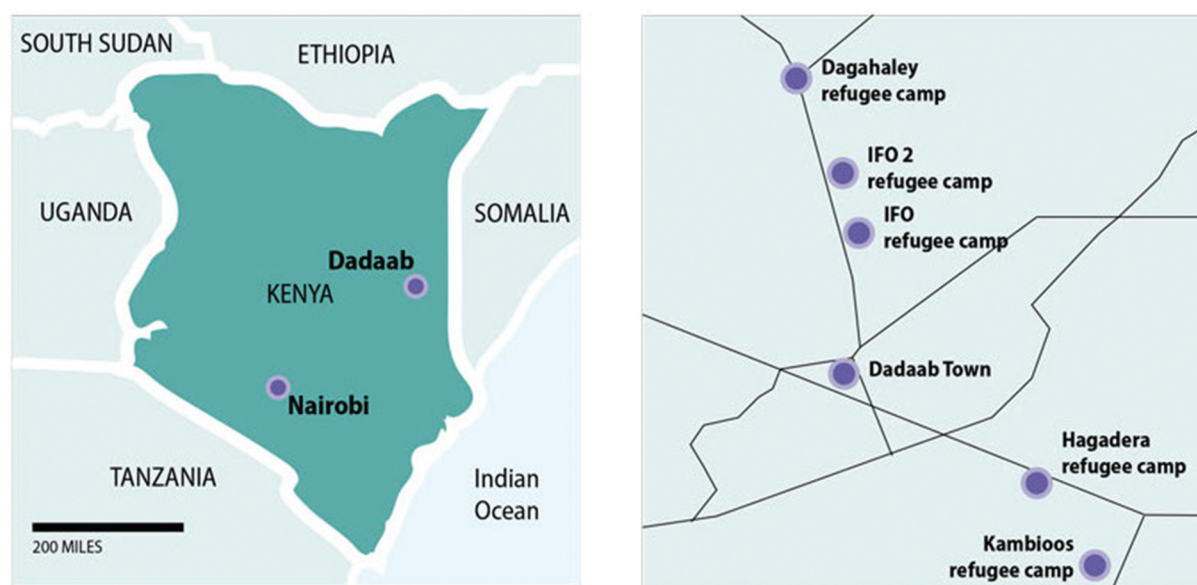 SOUTH SUDAN
ETHIOPIA
UGANDA
SOMALIA
Dadaab
KENYA
Nairobi
TANZANIA
Indian
Ocean
200 MILES
Dagahaley
refugee camp
IFO 2
refugee camp
IFO
refugee camp
Dadaab Town
Hagadera
refugee camp
Kambioos
refugee camp